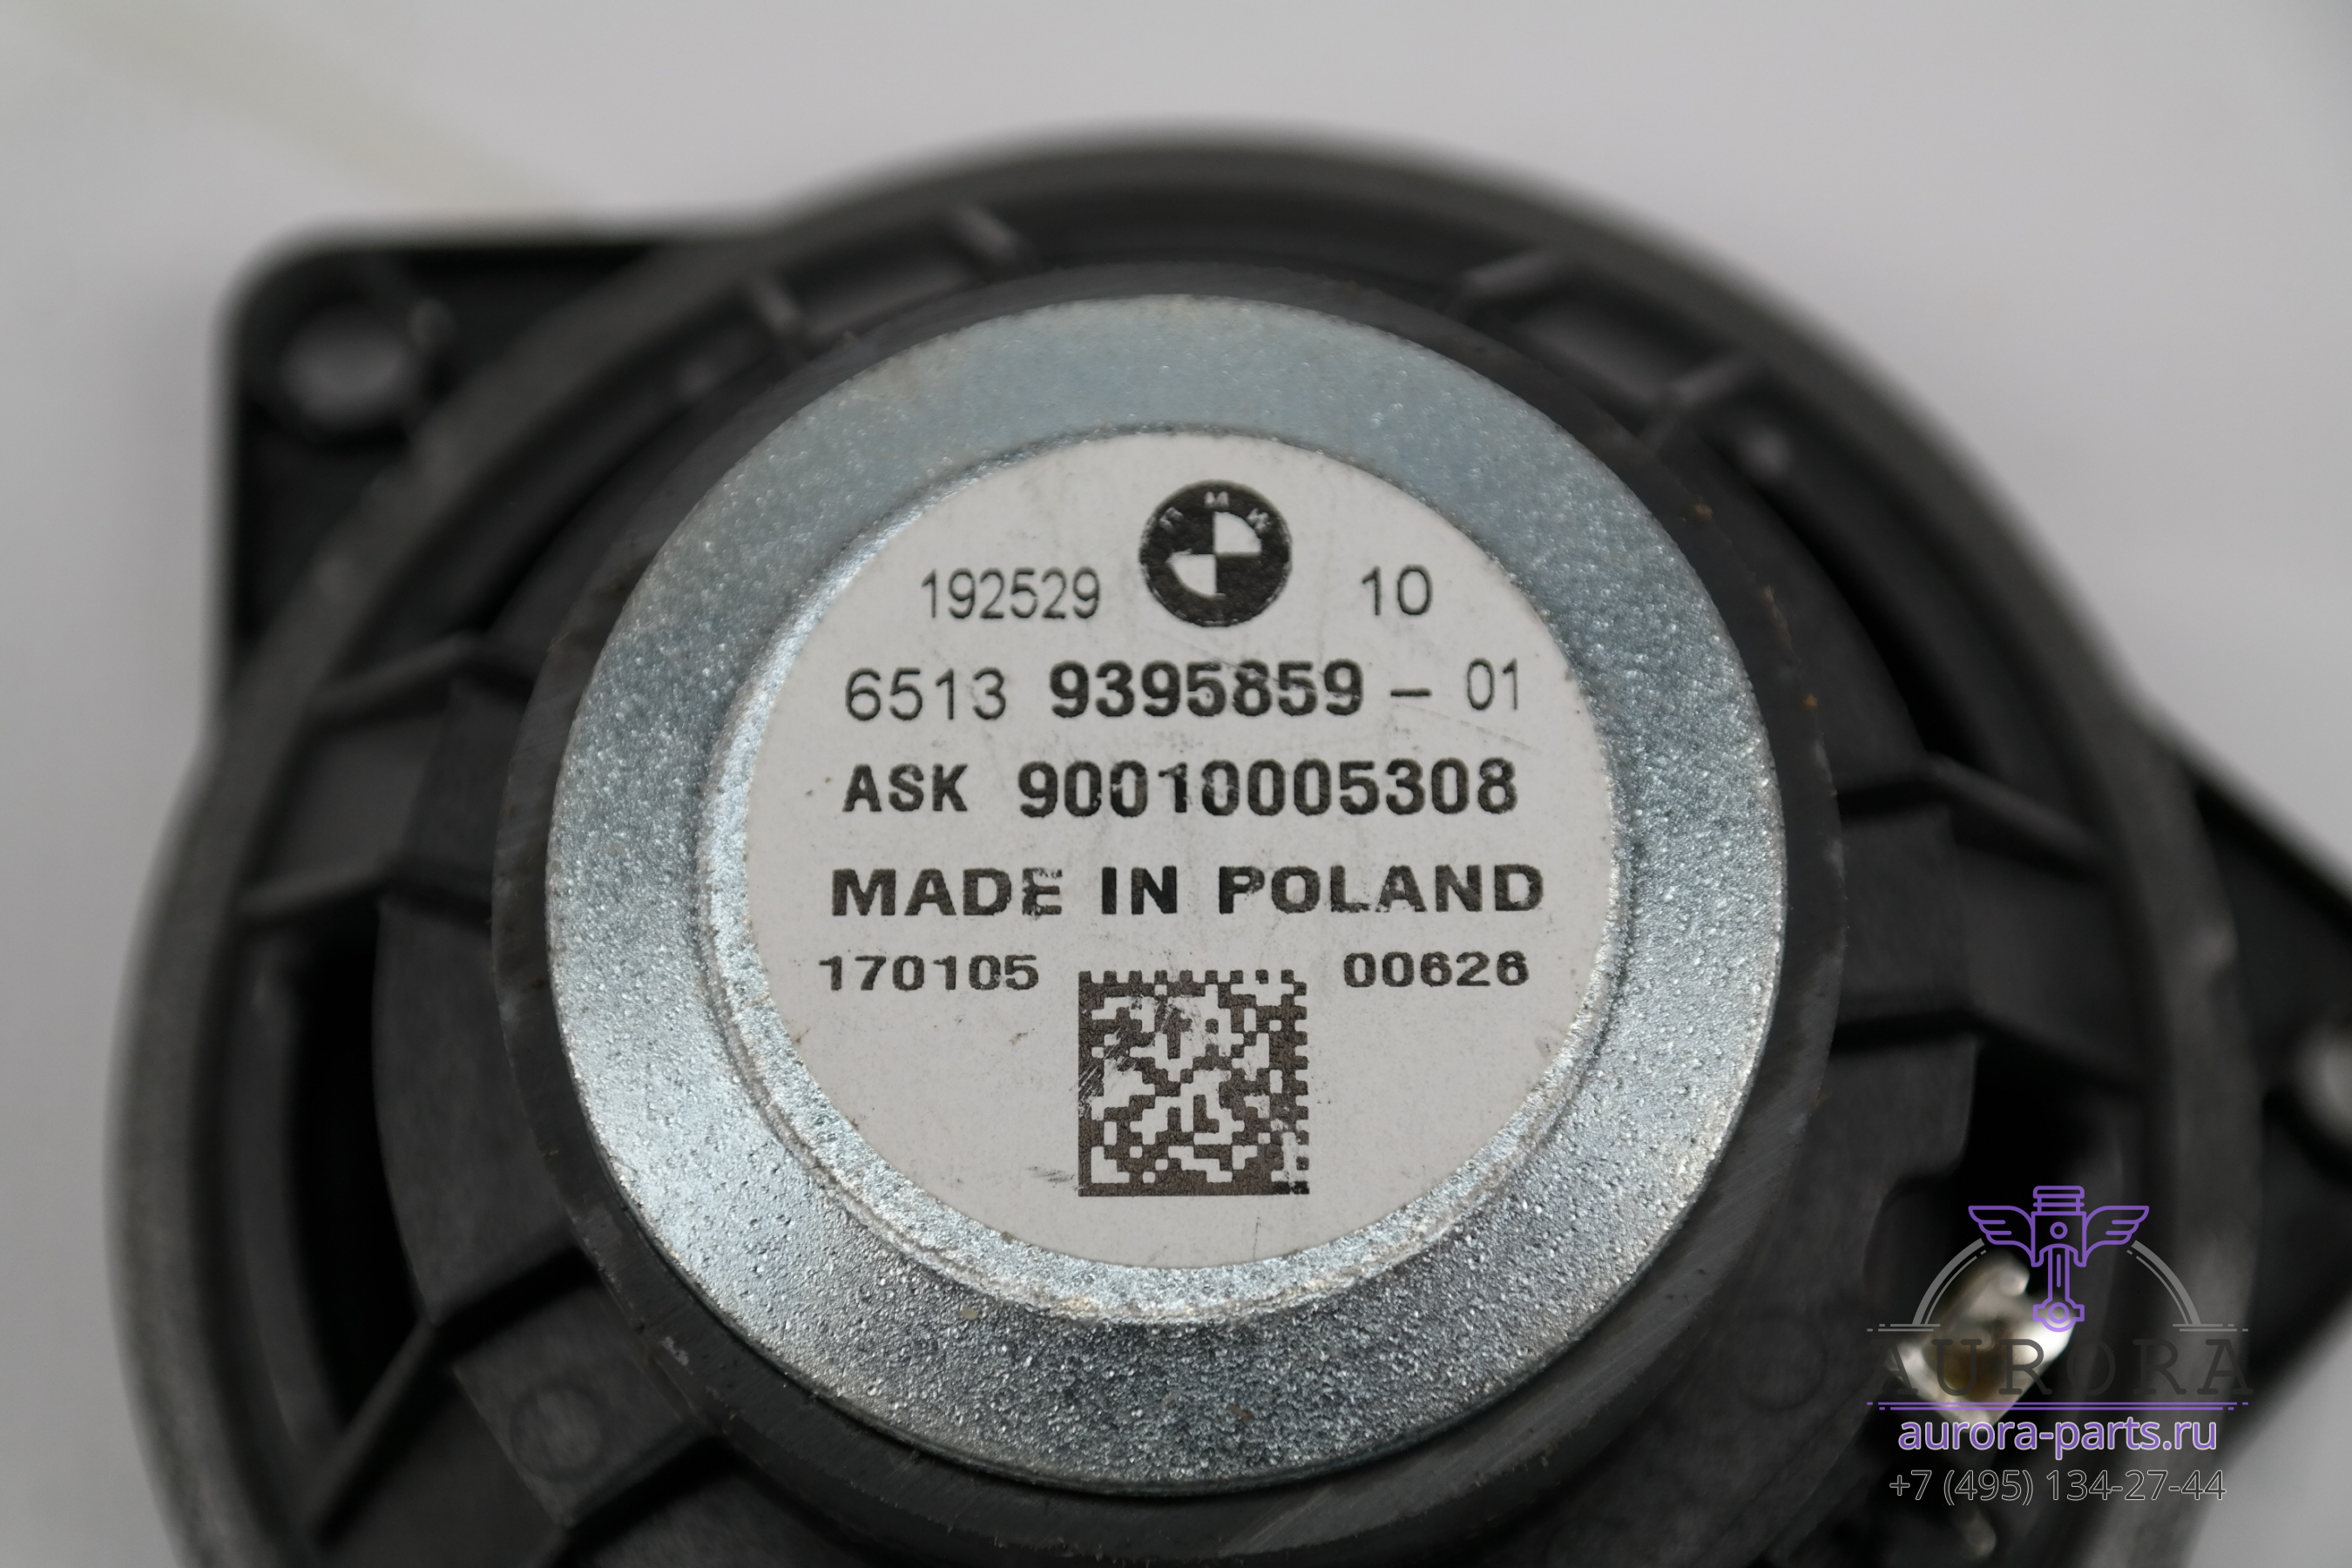 BMW
192529 10
6513 9395859 – 01
ASK 90010005308
MADE IN POLAND
170105 00626
AURORA
aurora-parts.ru
+7 (495) 134-27-44